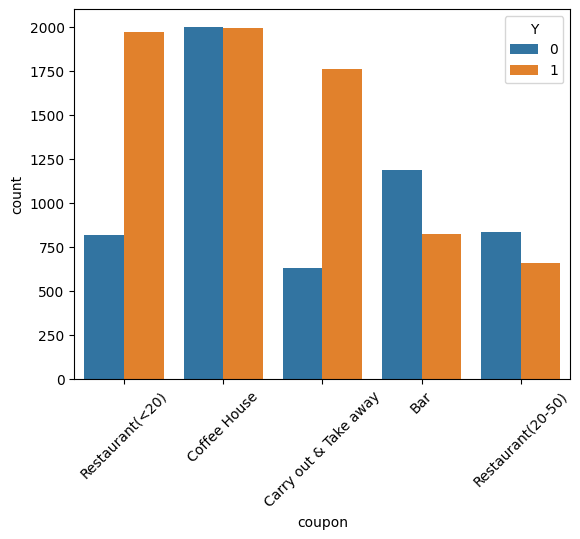 2000
1750
1500
1250
1000
750
500
250
0
count
Y
0
1
Restaurant(<20)
Coffee House
Carry out & Take away
Bar
Restaurant(20-50)
coupon